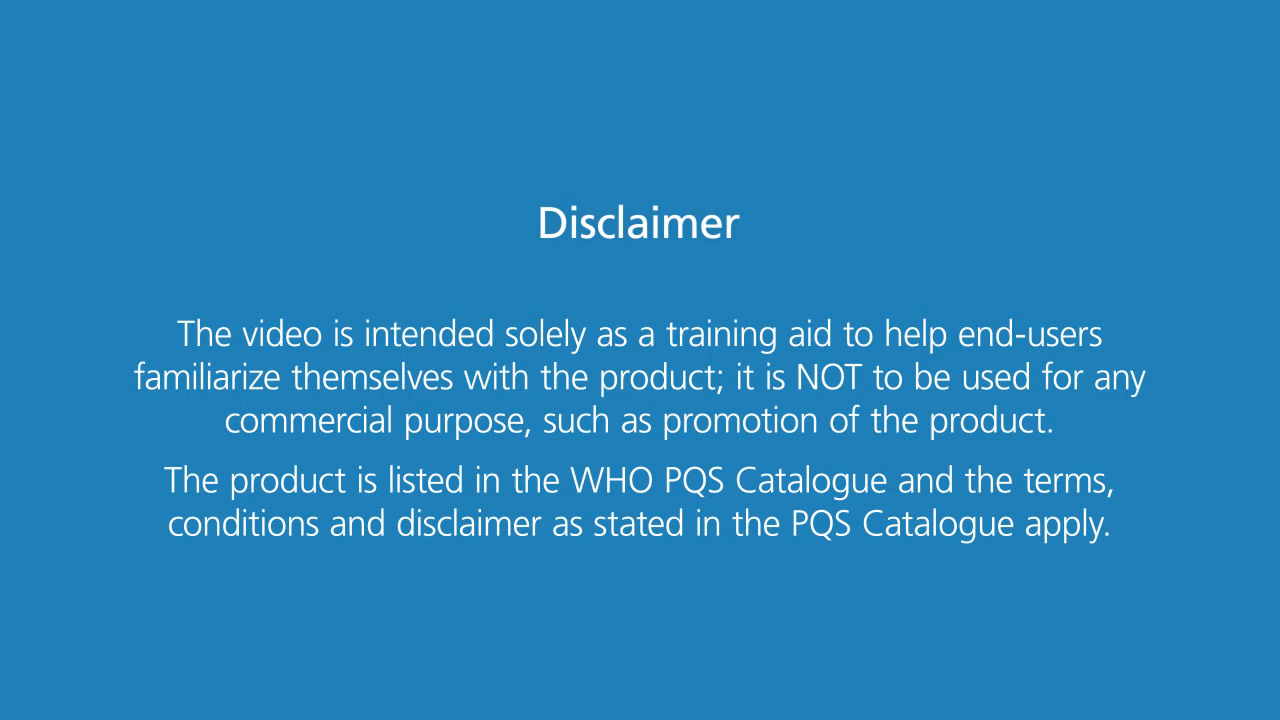 Disclaimer
The video is intended solely as a training aid to help end-users
familiarize themselves with the product; it is NOT to be used for any
commercial purpose, such as promotion of the product.
The product is listed in the WHO PQS Catalogue and the terms,
conditions and disclaimer as stated in the PQS Catalogue apply.